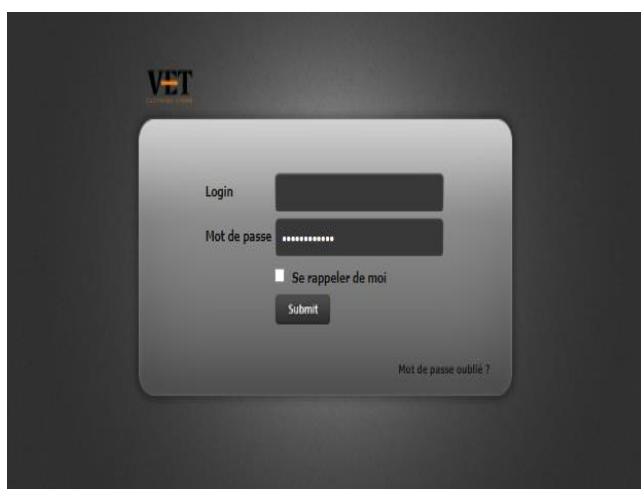 VET
Login
Mot de passe ••••••••••••
Se rappeler de moi
Submit
Mot de passe oublié ?